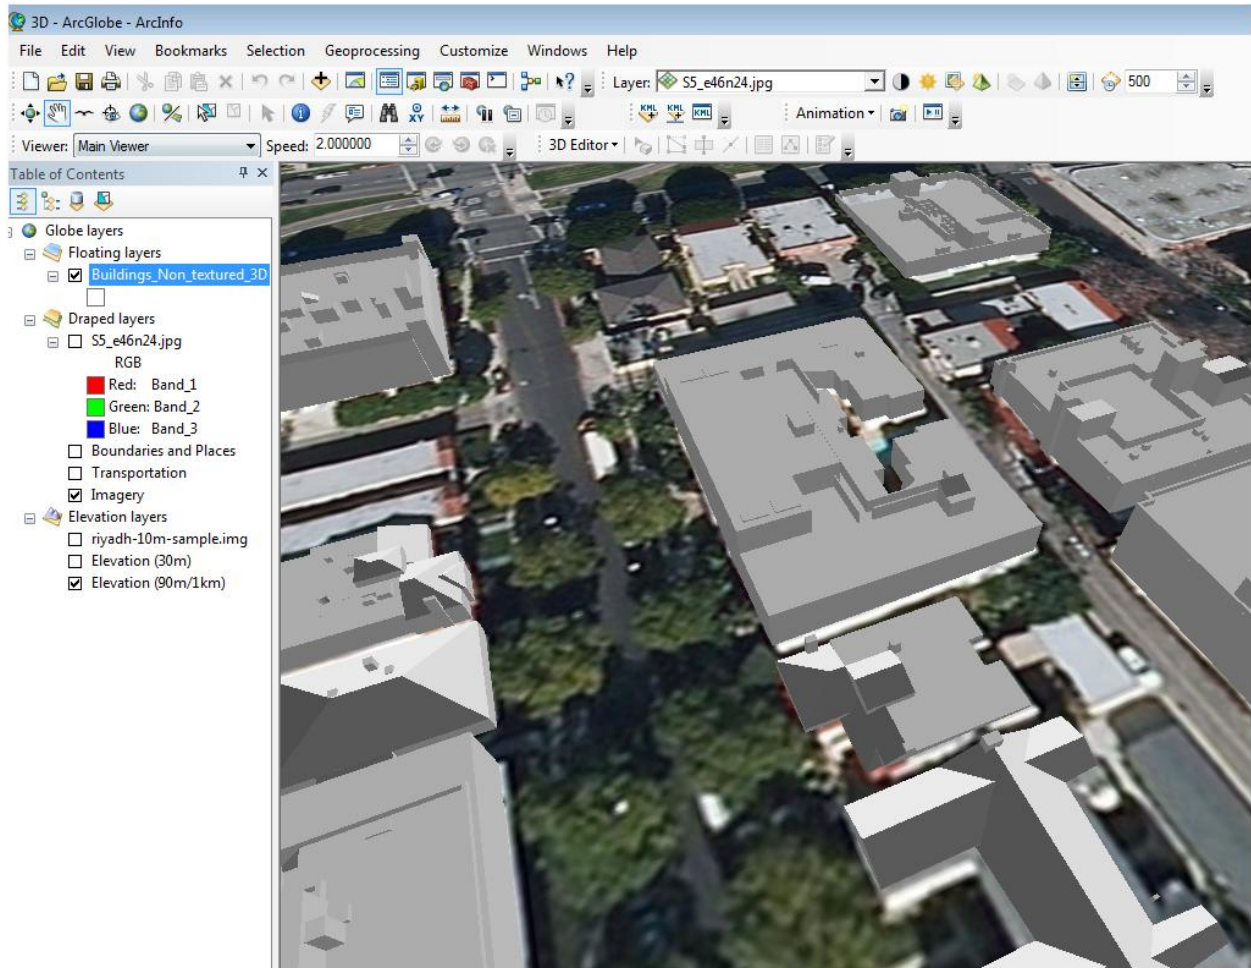 3D - ArcGlobe - ArcInfo
File Edit View Bookmarks Selection Geoprocessing Customize Windows Help
Layer: S5_e46n24.jpg 500
KML KML KML Animation
Viewer: Main Viewer Speed: 2.000000 3D Editor
Table of Contents
Globe layers
Floating layers
Buildings_Non_textured_3D
Draped layers
S5_e46n24.jpg
RGB
Red: Band_1
Green: Band_2
Blue: Band_3
Boundaries and Places
Transportation
Imagery
Elevation layers
riyadh-10m-sample.img
Elevation (30m)
Elevation (90m/1km)